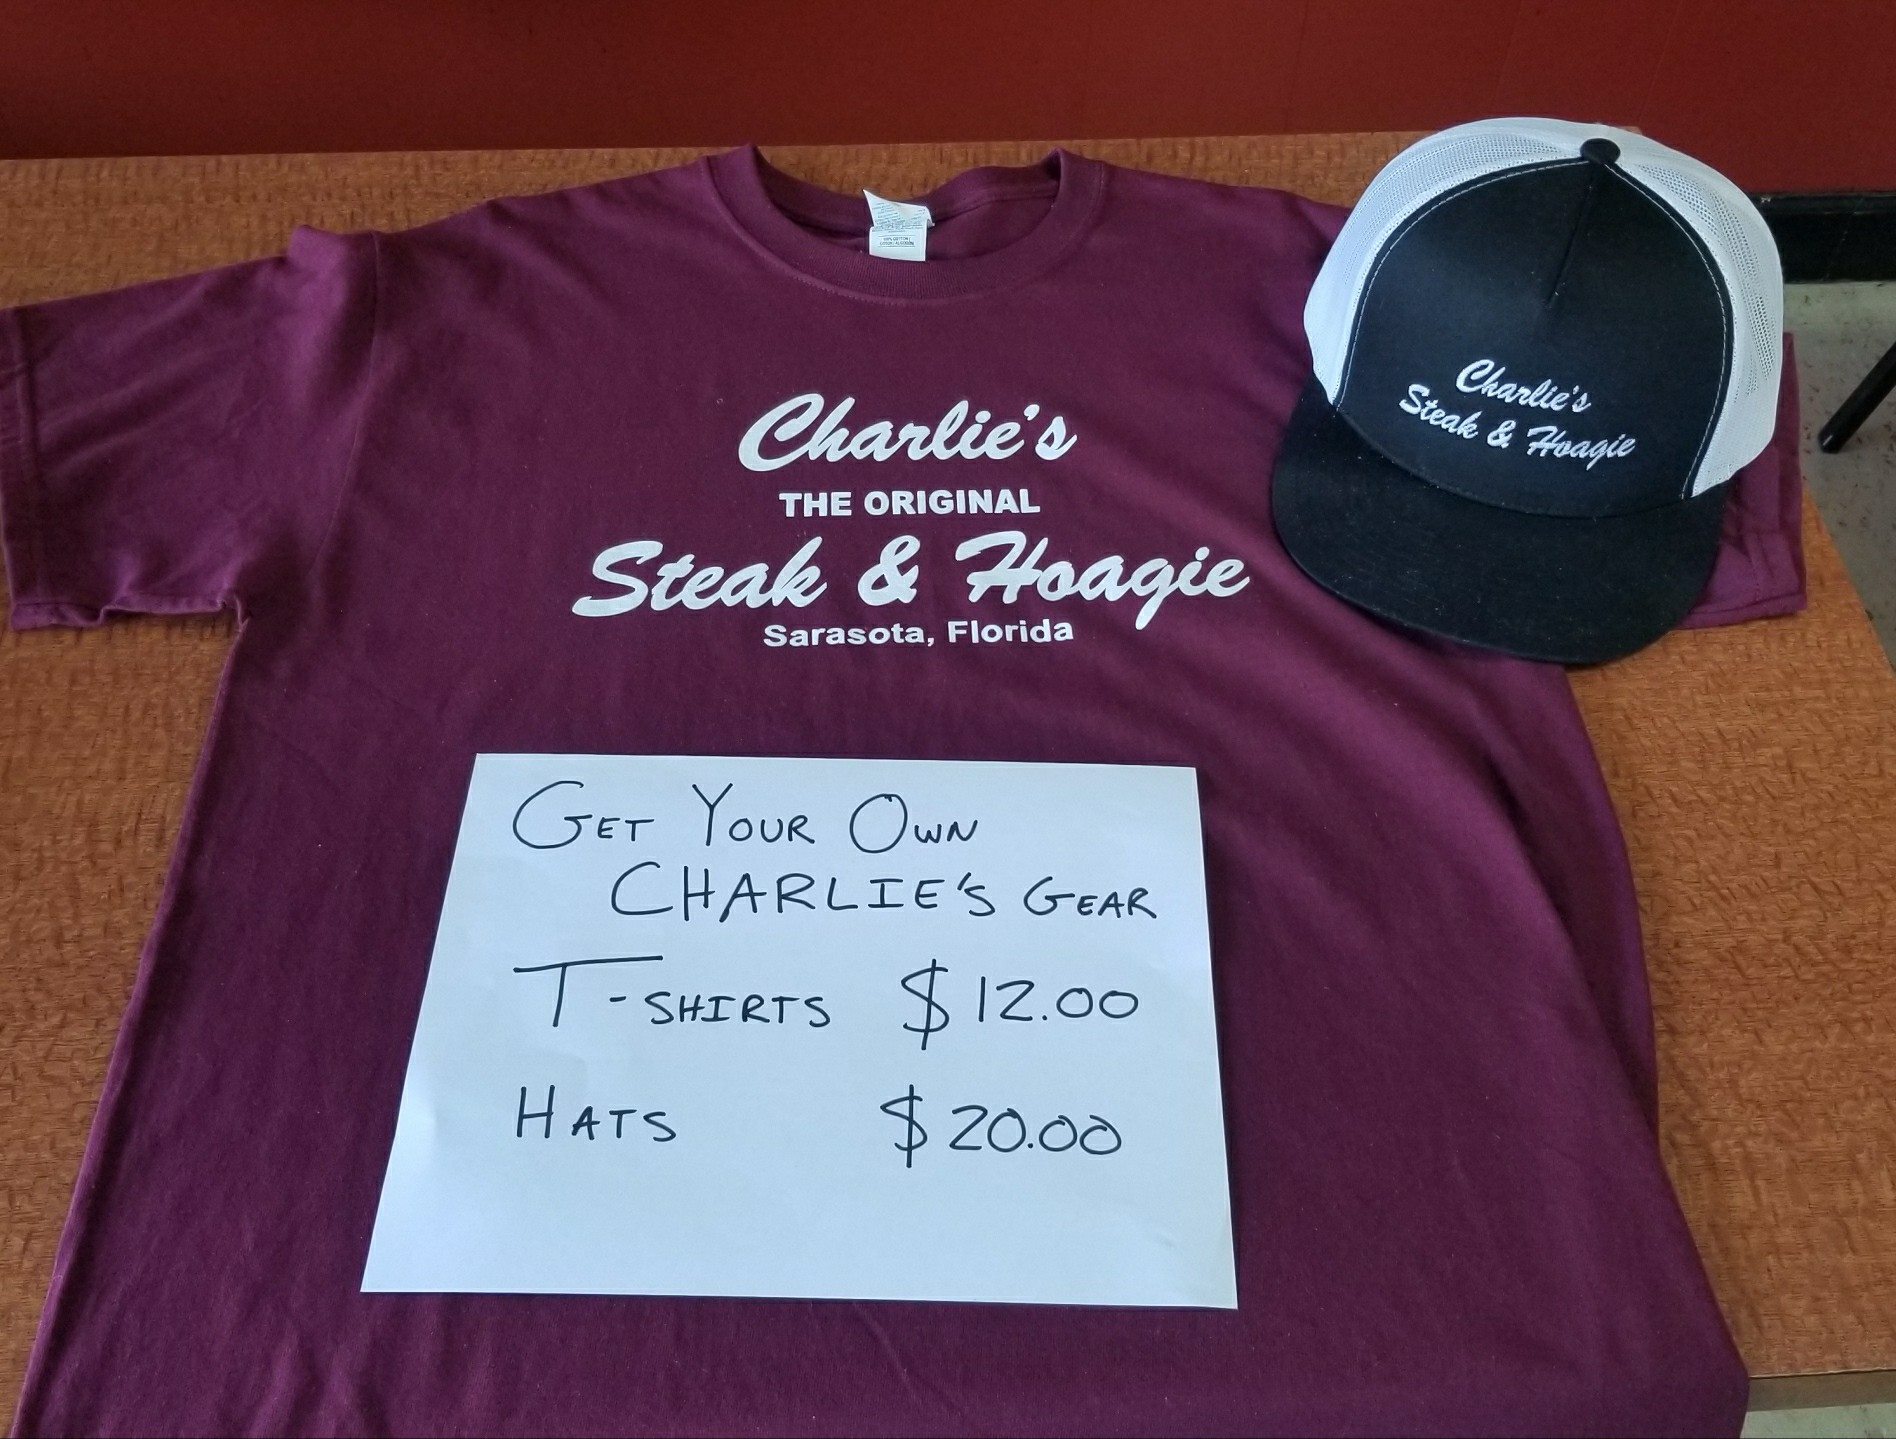 Charlie's
THE ORIGINAL
Steak & Hoagie
Sarasota, Florida
Charlie's
Steak & Hoagie
GET YOUR OWN
CHARLIE'S GEAR
T-SHIRTS $12.00
HATS $20.00